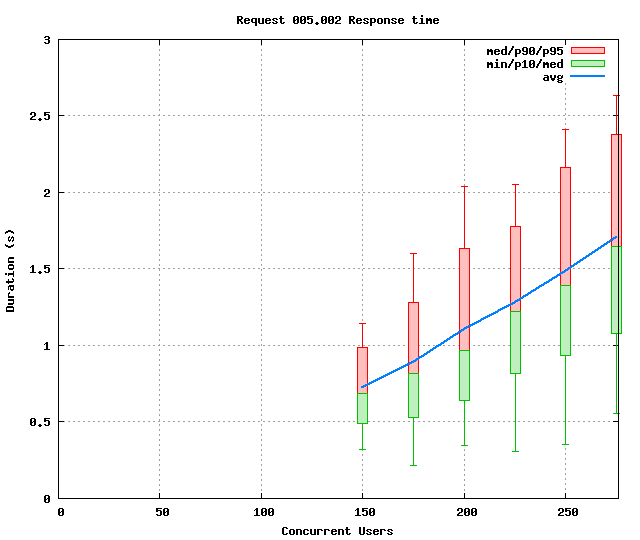 Request 005.002 Response time
med/p90/p95
min/p10/med
avg
3
2.5
2
1.5
1
0.5
0
Duration (s)
0 50 100 150 200 250
Concurrent Users